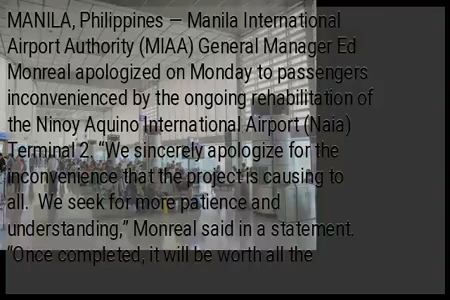 MANILA, Philippines — Manila International
Airport Authority (MIAA) General Manager Ed
Monreal apologized on Monday to passengers
inconvenienced by the ongoing rehabilitation of
the Ninoy Aquino International Airport (Naia)
Terminal 2. “We sincerely apologize for the
inconvenience that the project is causing to
all.  We seek for more patience and
understanding,” Monreal said in a statement.
“Once completed, it will be worth all the